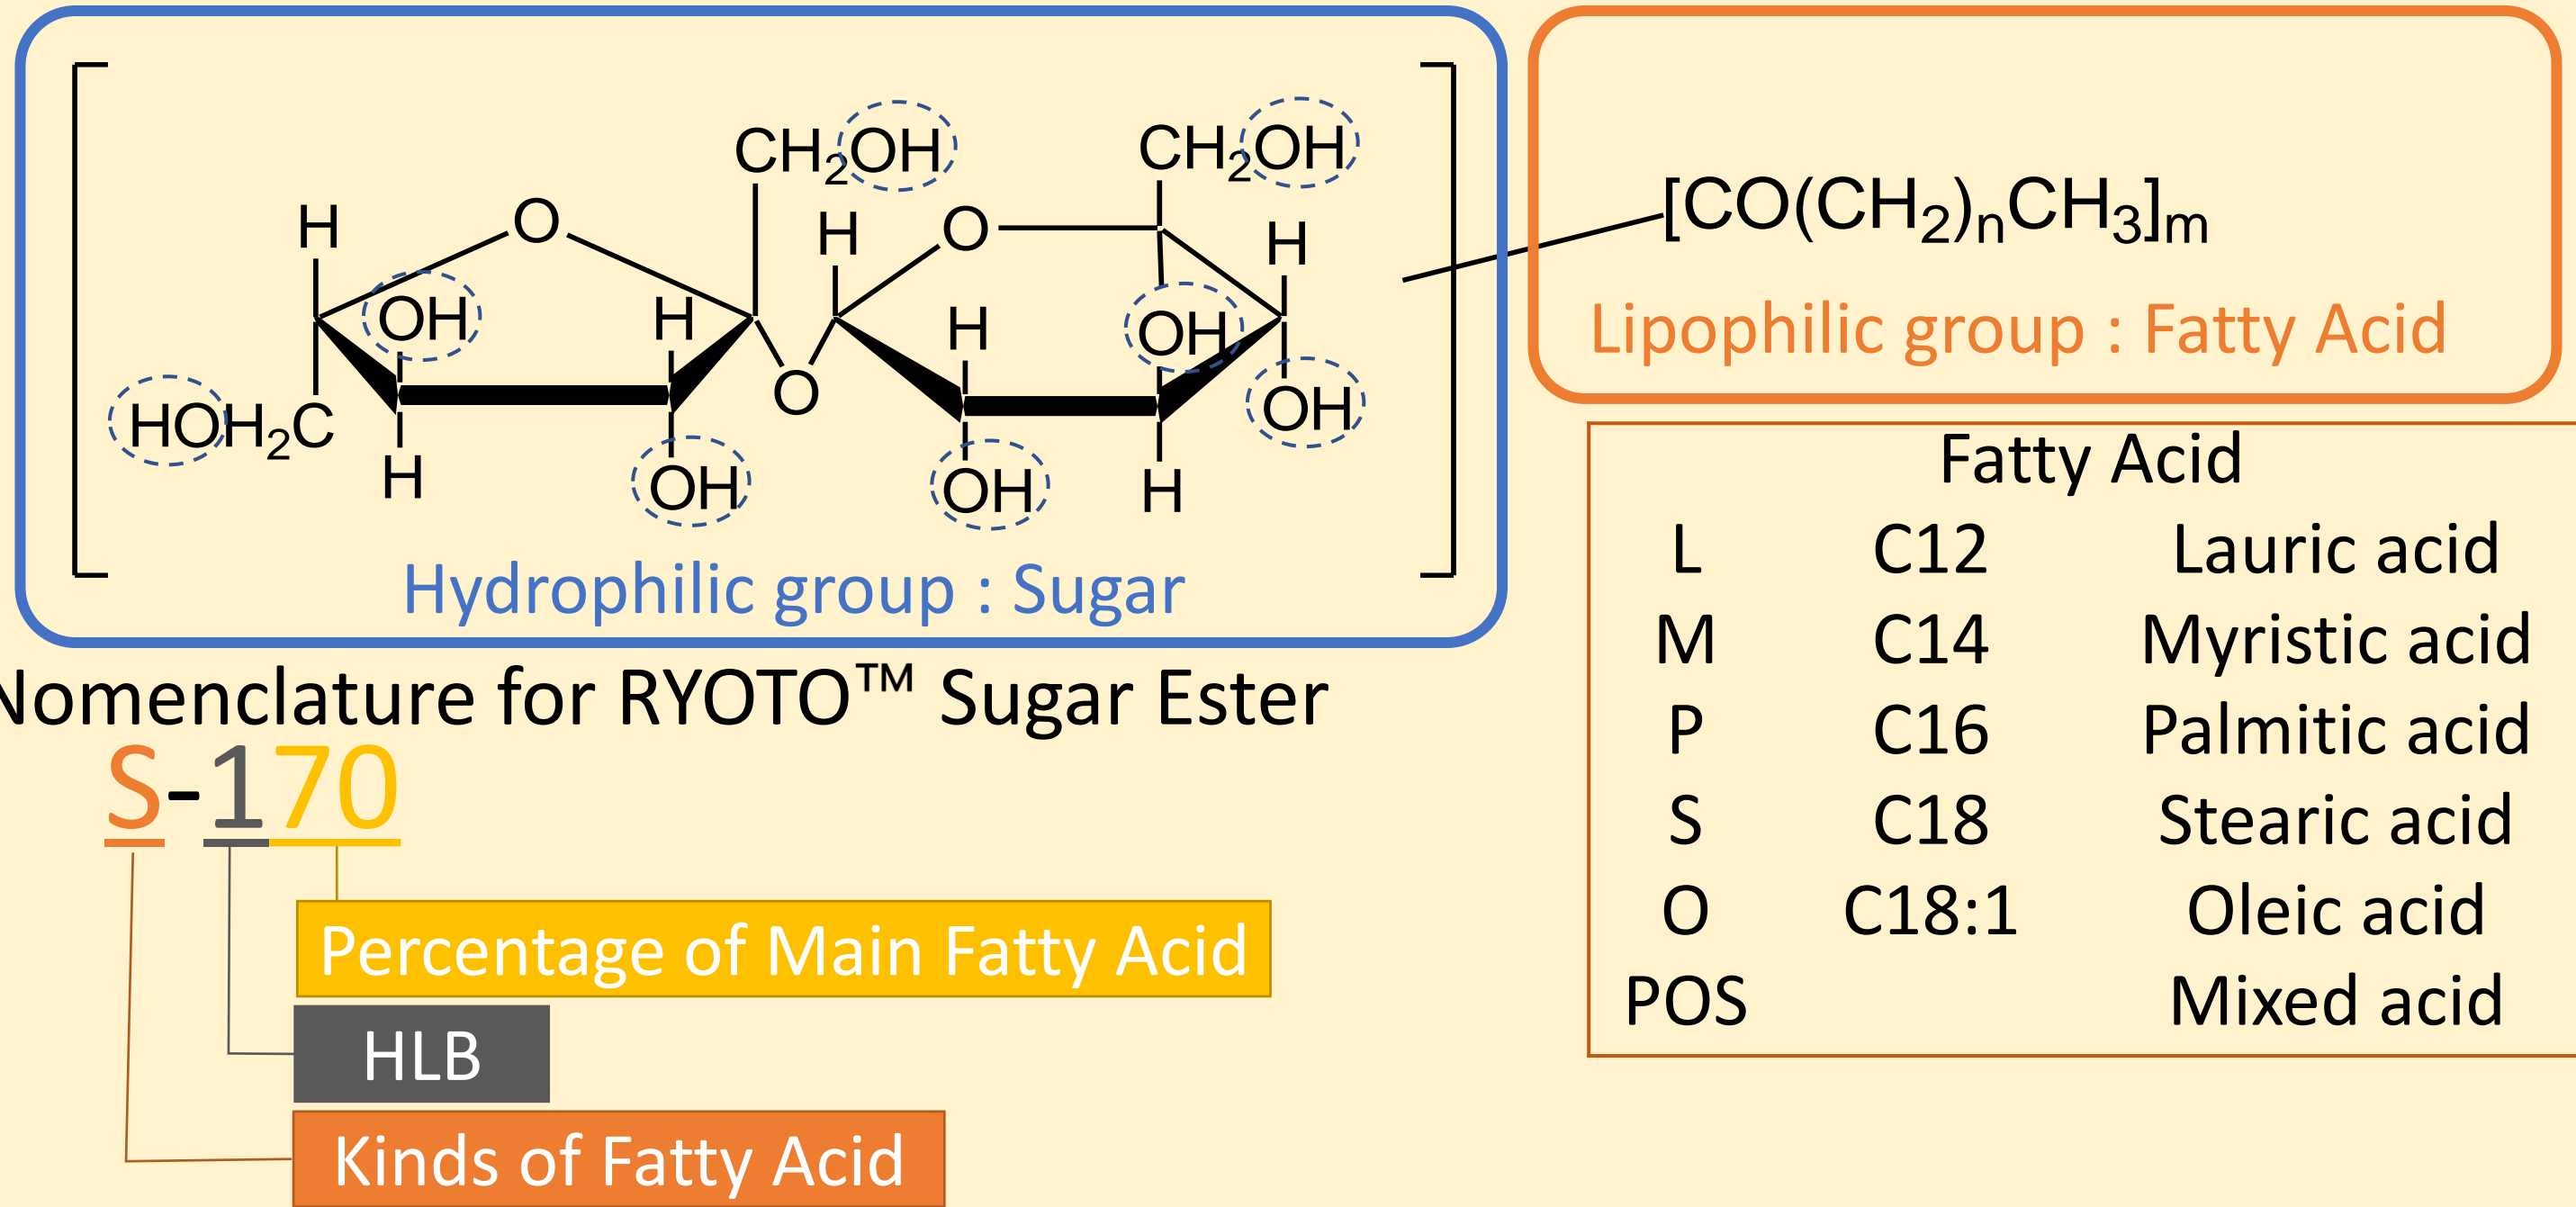 CH₂OH
CH₂OH
H
O
H
O
H
[CO(CH₂)ₙCH₃]ₘ
OH
H
H
OH
Lipophilic group : Fatty Acid
HOH₂C
O
OH
H
OH
OH
H
Hydrophilic group : Sugar
Fatty Acid
L C12 Lauric acid
M C14 Myristic acid
P C16 Palmitic acid
S C18 Stearic acid
O C18:1 Oleic acid
POS Mixed acid
Nomenclature for RYOTO™ Sugar Ester
S-170
Percentage of Main Fatty Acid
HLB
Kinds of Fatty Acid